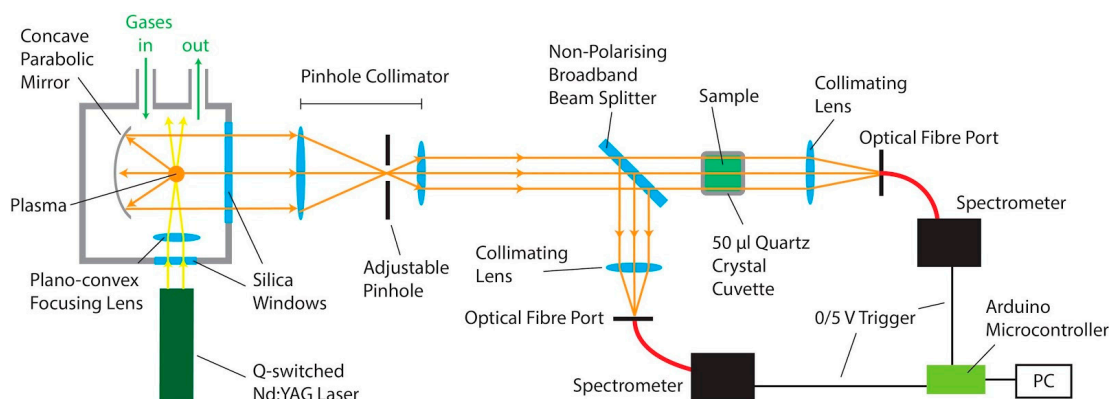 Gases
in
out
Concave
Parabolic
Mirror
Pinhole Collimator
Non-Polarising
Broadband
Beam Splitter
Sample
Collimating
Lens
Optical Fibre Port
Plasma
Spectrometer
Plano-convex
Focusing Lens
Silica
Windows
Adjustable
Pinhole
Collimating
Lens
50 µl Quartz
Crystal
Cuvette
Optical Fibre Port
0/5 V Trigger
Arduino
Microcontroller
Q-switched
Nd:YAG Laser
Spectrometer
PC